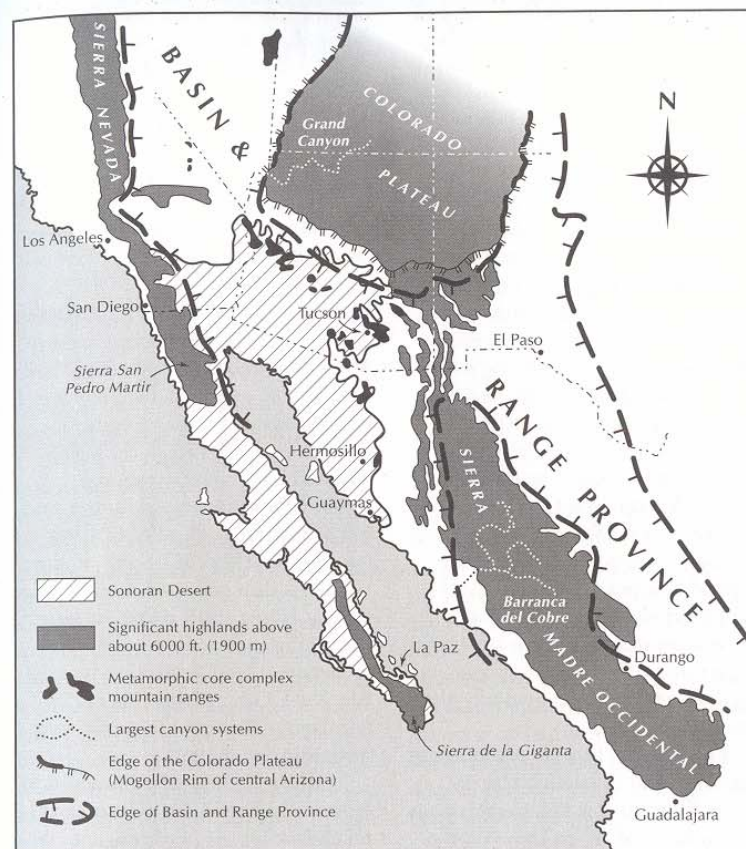 SIERRA NEVADA
BASIN &
COLORADO
PLATEAU
Grand
Canyon
N
Los Angeles
San Diego
Tucson
El Paso
Sierra San
Pedro Martir
RANGE PROVINCE
Hermosillo
SIERRA
MADRE OCCIDENTAL
Guaymas
Barranca
del Cobre
La Paz
Durango
Sierra de la Giganta
Guadalajara
Sonoran Desert
Significant highlands above
about 6000 ft. (1900 m)
Metamorphic core complex
mountain ranges
Largest canyon systems
Edge of the Colorado Plateau
(Mogollon Rim of central Arizona)
Edge of Basin and Range Province